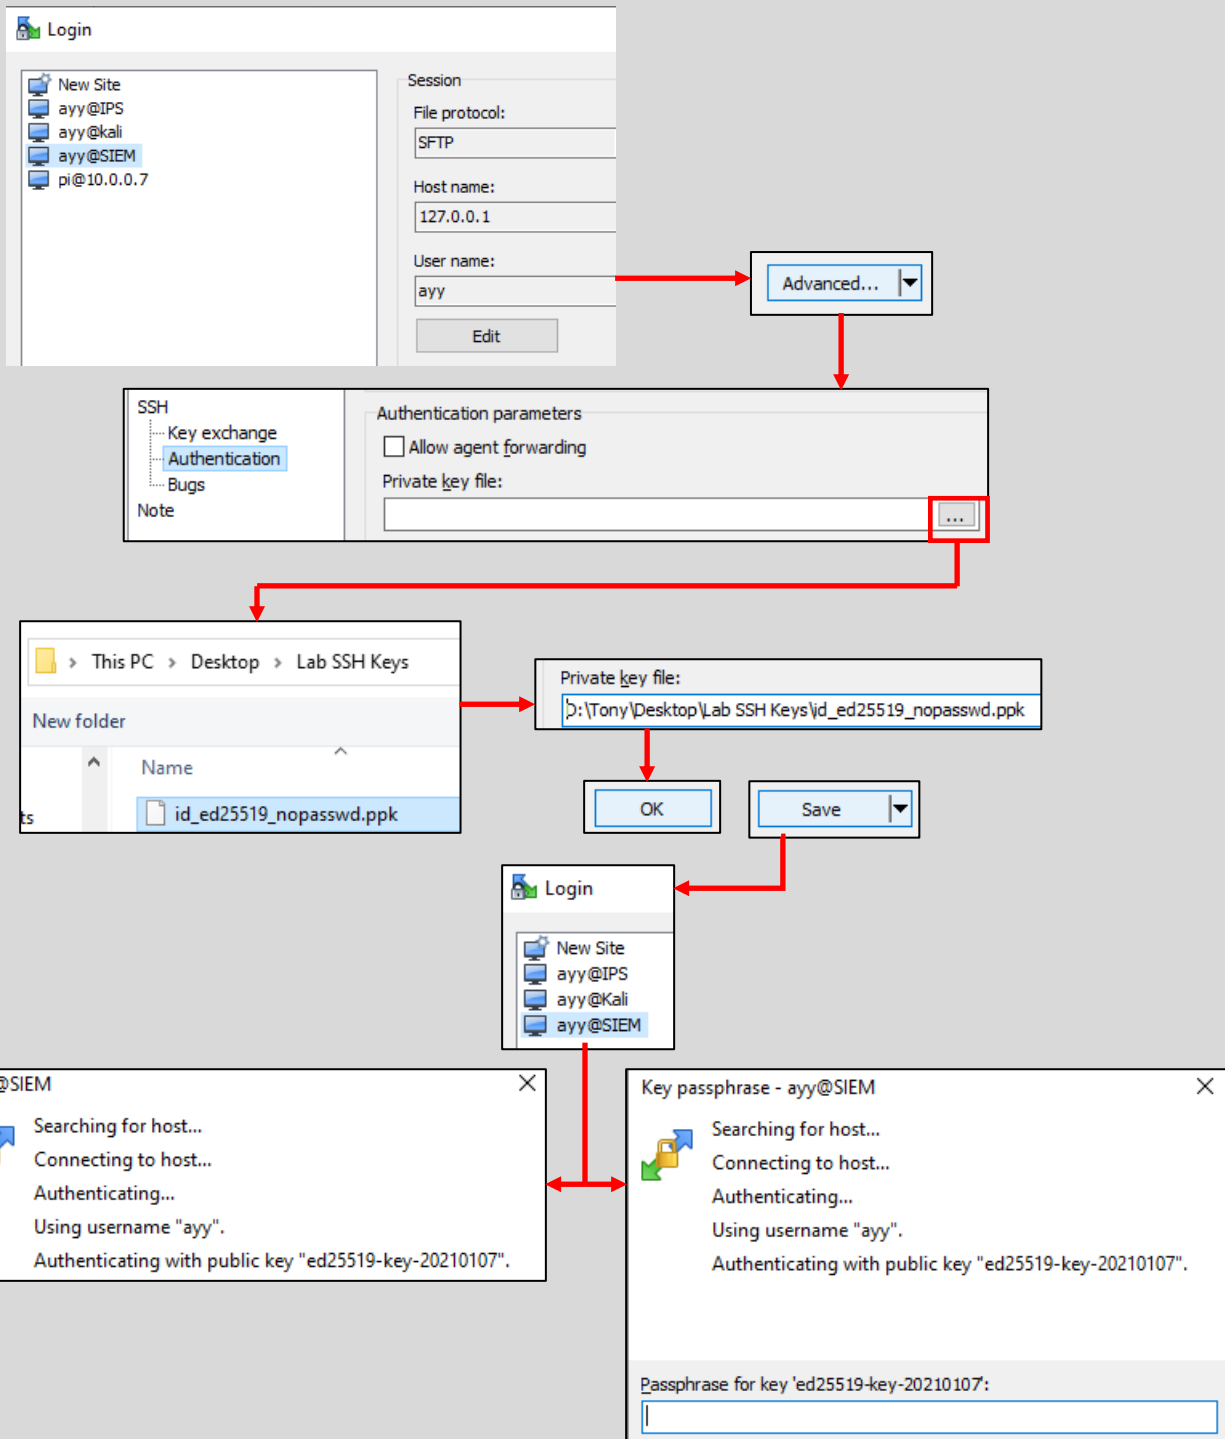 Login
New Site
ayy@IPS
ayy@kali
ayy@SIEM
pi@10.0.0.7
Session
File protocol:
SFTP
Host name:
127.0.0.1
User name:
ayy
Edit
Advanced...
SSH
Key exchange
Authentication
Bugs
Note
Authentication parameters
Allow agent forwarding
Private key file:
...
This PC > Desktop > Lab SSH Keys
New folder
Name
ts
id_ed25519_nopasswd.ppk
Private key file:
D:\Tony\Desktop\Lab SSH Keys\id_ed25519_nopasswd.ppk
OK
Save
Login
New Site
ayy@IPS
ayy@Kali
ayy@SIEM
@SIEM
Searching for host...
Connecting to host...
Authenticating...
Using username "ayy".
Authenticating with public key "ed25519-key-20210107".
Key passphrase - ayy@SIEM
Searching for host...
Connecting to host...
Authenticating...
Using username "ayy".
Authenticating with public key "ed25519-key-20210107".
Passphrase for key 'ed25519-key-20210107':